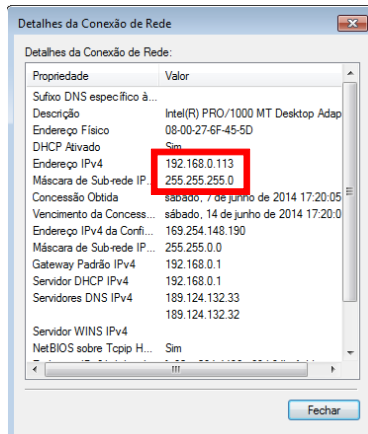 Detalhes da Conexão de Rede
Detalhes da Conexão de Rede:
Propriedade Valor
Sufixo DNS específico à...
Descrição Intel(R) PRO/1000 MT Desktop Adap
Endereço Físico 08-00-27-6F-45-5D
DHCP Ativado Sim
Endereço IPv4 192.168.0.113
Máscara de Sub-rede IP... 255.255.255.0
Concessão Obtida sábado, 7 de junho de 2014 17:20:05
Vencimento da Concess... sábado, 14 de junho de 2014 17:20:0
Endereço IPv4 da Confi... 169.254.148.190
Máscara de Sub-rede IP... 255.255.0.0
Gateway Padrão IPv4 192.168.0.1
Servidor DHCP IPv4 192.168.0.1
Servidores DNS IPv4 189.124.132.33
189.124.132.32
Servidor WINS IPv4
NetBIOS sobre Tcpip H... Sim
Fechar